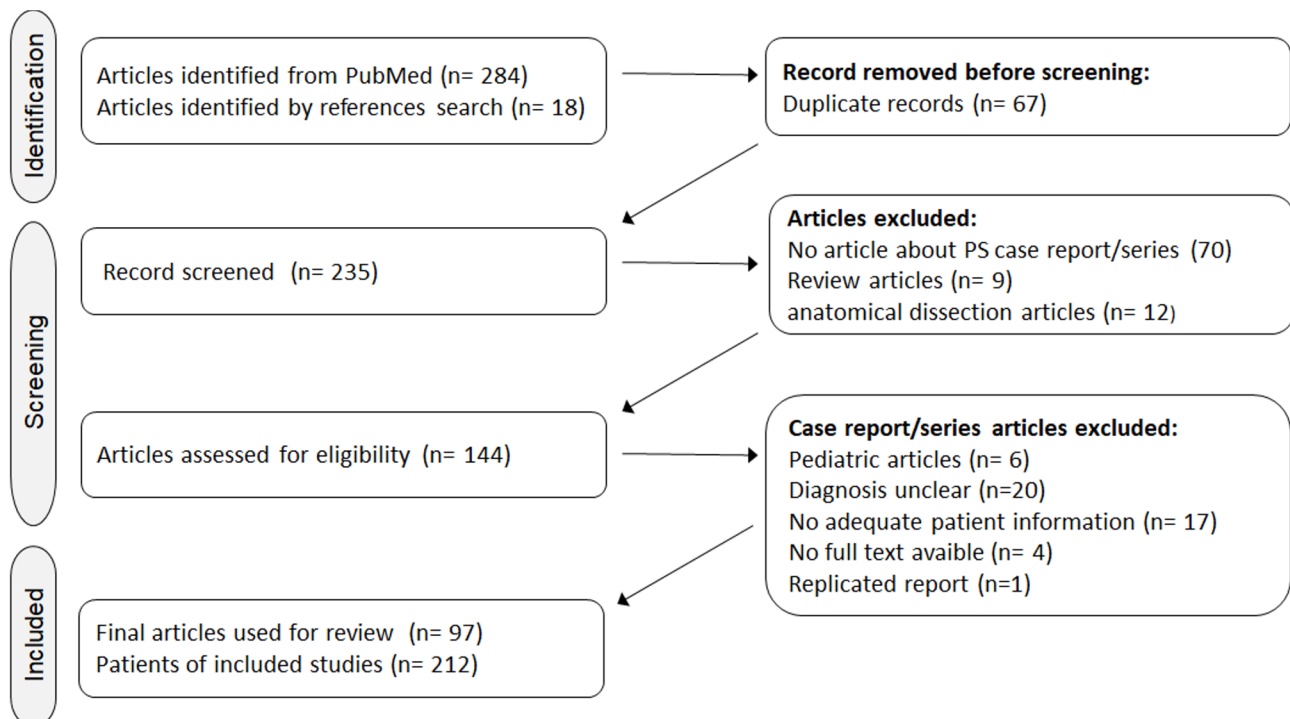 Identification
Articles identified from PubMed (n= 284)
Articles identified by references search (n= 18)
Record removed before screening:
Duplicate records (n= 67)
Screening
Record screened (n= 235)
Articles excluded:
No article about PS case report/series (70)
Review articles (n= 9)
anatomical dissection articles (n= 12)
Articles assessed for eligibility (n= 144)
Case report/series articles excluded:
Pediatric articles (n= 6)
Diagnosis unclear (n=20)
No adequate patient information (n= 17)
No full text avaible (n= 4)
Replicated report (n=1)
Included
Final articles used for review (n= 97)
Patients of included studies (n= 212)